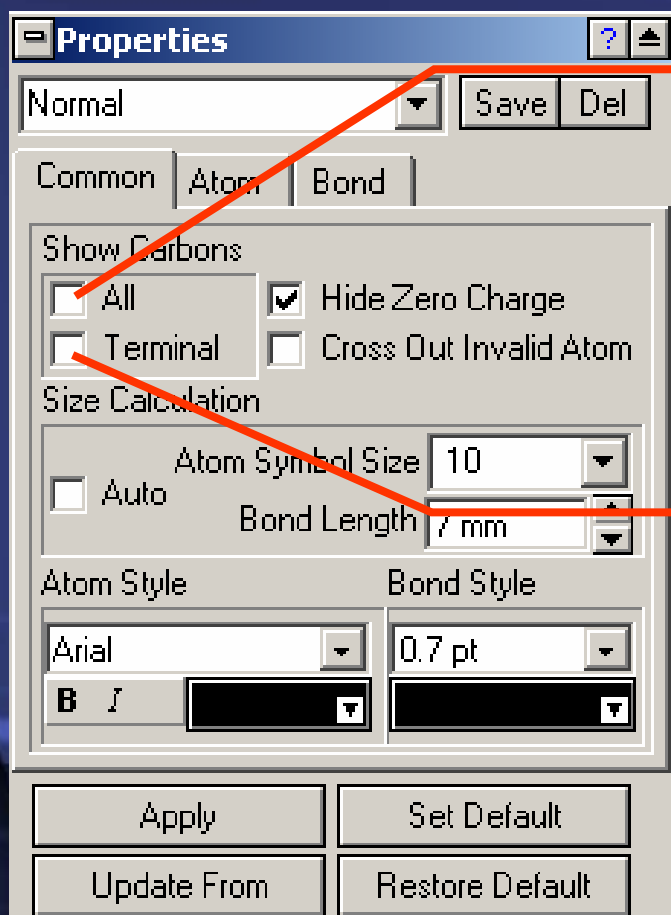 Properties ?
Normal Save Del
Common Atom Bond
Show Carbons
All Hide Zero Charge
Terminal Cross Out Invalid Atom
Size Calculation
Atom Symbol Size 10
Auto
Bond Length 7 mm
Atom Style Bond Style
Arial 0.7 pt
B I
Apply Set Default
Update From Restore Default